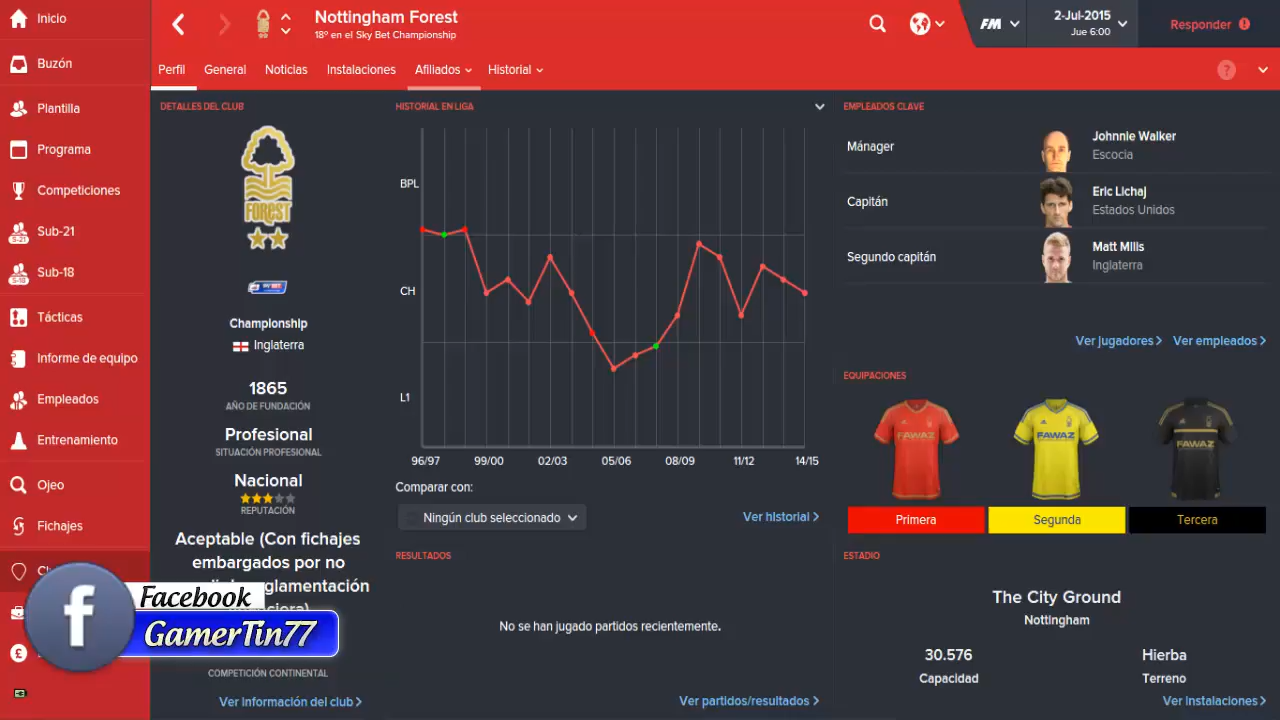 Inicio
Buzón
Plantilla
Programa
Competiciones
S-21
Sub-21
S-18
Sub-18
Tácticas
Informe de equipo
Empleados
Entrenamiento
Ojeo
Fichajes
Nottingham Forest
18º en el Sky Bet Championship
FM
2-Jul-2015
Jue 6:00
Responder
Perfil
General
Noticias
Instalaciones
Afiliados
Historial
?
DETALLES DEL CLUB
FOREST
Championship
Inglaterra
1865
AÑO DE FUNDACIÓN
Profesional
SITUACIÓN PROFESIONAL
Nacional
REPUTACIÓN
Aceptable (Con fichajes
embargados por no
glamentación
COMPETICIÓN CONTINENTAL
Ver información del club
HISTORIAL EN LIGA
BPL
CH
L1
96/97 99/00 02/03 05/06 08/09 11/12 14/15
Comparar con:
Ningún club seleccionado
Ver historial
RESULTADOS
No se han jugado partidos recientemente.
Ver partidos/resultados
EMPLEADOS CLAVE
Mánager
Johnnie Walker
Escocia
Capitán
Eric Lichaj
Estados Unidos
Segundo capitán
Matt Mills
Inglaterra
Ver jugadores
Ver empleados
EQUIPACIONES
FAWAZ
FAWAZ
FAWAZ
Primera
Segunda
Tercera
ESTADIO
The City Ground
Nottingham
30.576
Capacidad
Hierba
Terreno
Ver instalaciones
f
Facebook
GamerTin77
£